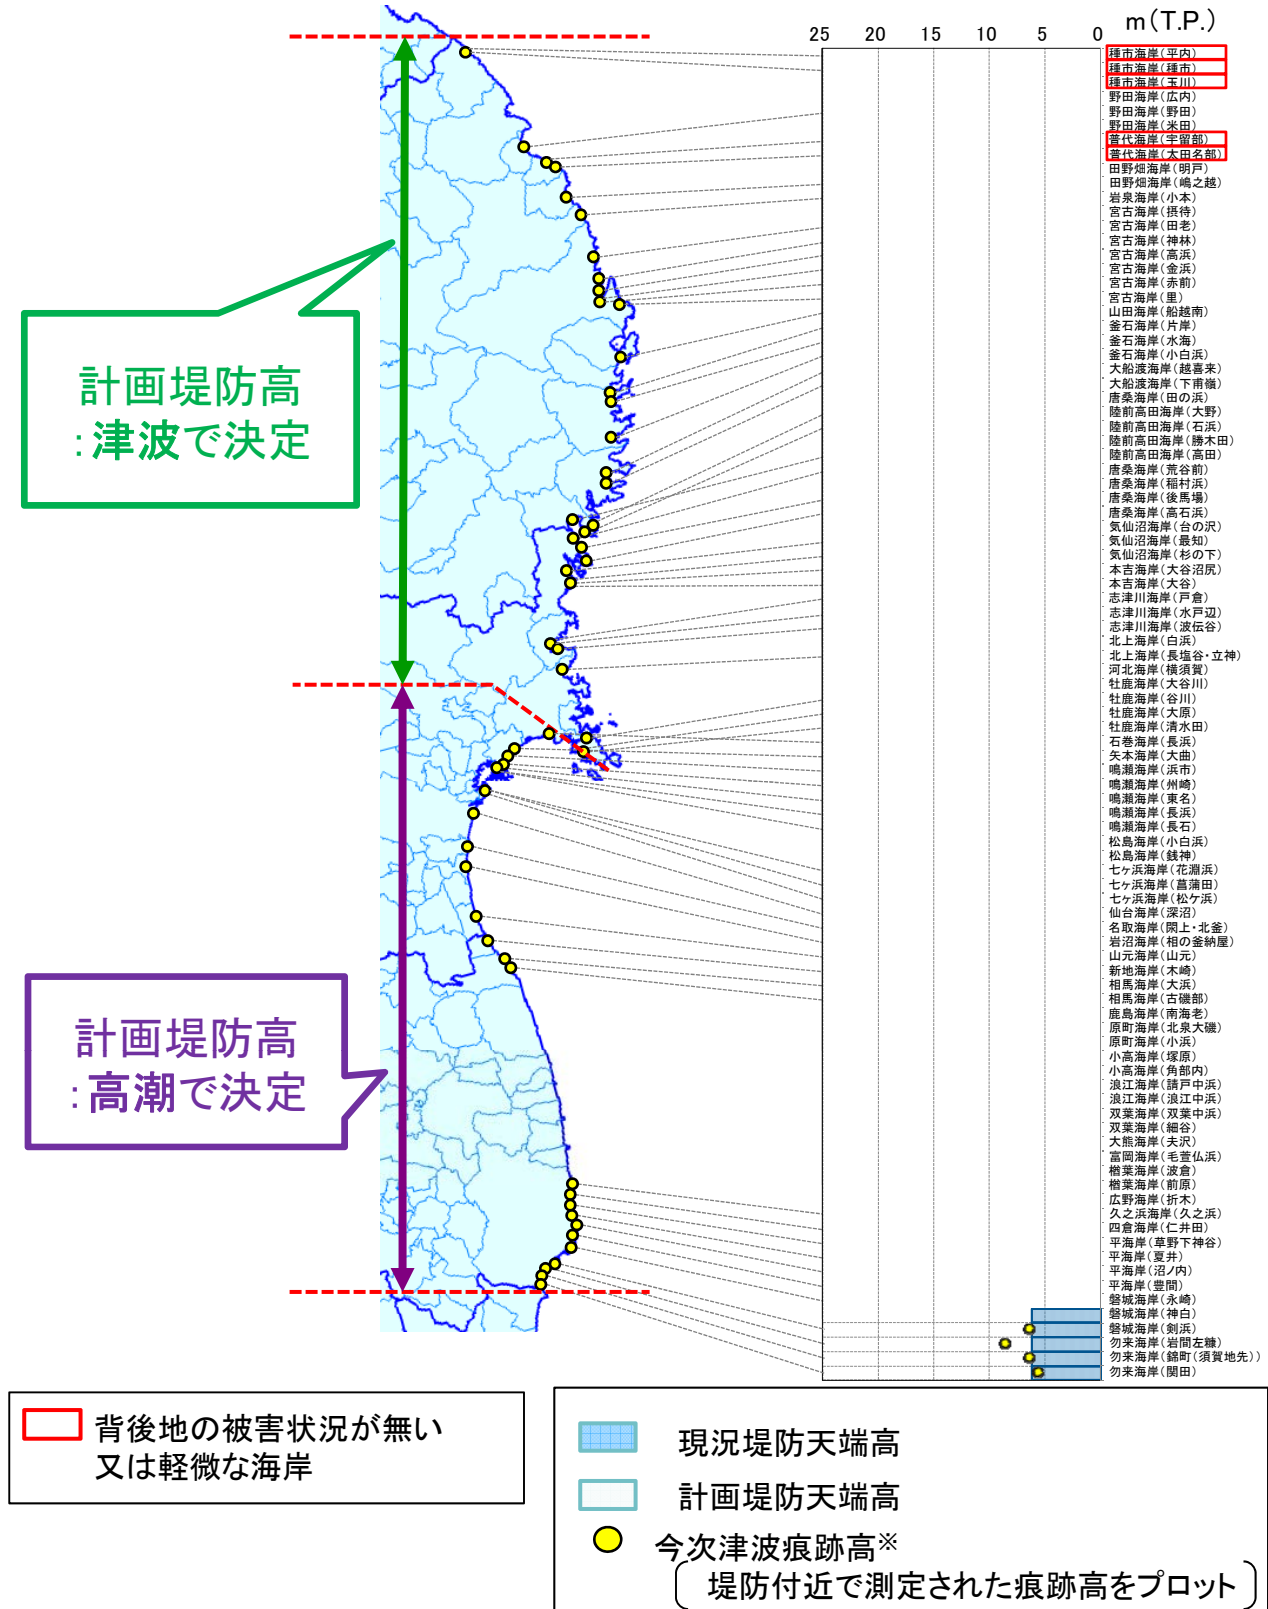 m(T.P.)
25 20 15 10 5 0
種市海岸(平内)
種市海岸(種市)
種市海岸(玉川)
野田海岸(広内)
野田海岸(野田)
野田海岸(米田)
普代海岸(宇留部)
普代海岸(太田名部)
田野畑海岸(明戸)
田野畑海岸(嶋之越)
岩泉海岸(小本)
宮古海岸(摂待)
宮古海岸(田老)
宮古海岸(神林)
宮古海岸(高浜)
宮古海岸(金浜)
宮古海岸(赤前)
宮古海岸(里)
山田海岸(船越南)
釜石海岸(片岸)
釜石海岸(水海)
釜石海岸(小白浜)
大船渡海岸(越喜来)
大船渡海岸(下甫嶺)
唐桑海岸(田の浜)
陸前高田海岸(大野)
陸前高田海岸(石浜)
陸前高田海岸(勝木田)
陸前高田海岸(高田)
唐桑海岸(荒谷前)
唐桑海岸(稲村浜)
唐桑海岸(後馬場)
唐桑海岸(高石浜)
気仙沼海岸(台の沢)
気仙沼海岸(最知)
気仙沼海岸(杉の下)
本吉海岸(大谷沼尻)
本吉海岸(大谷)
志津川海岸(戸倉)
志津川海岸(水戸辺)
志津川海岸(波伝谷)
北上海岸(白浜)
北上海岸(長塩谷・立神)
河北海岸(横須賀)
牡鹿海岸(大谷川)
牡鹿海岸(谷川)
牡鹿海岸(大原)
牡鹿海岸(清水田)
石巻海岸(長浜)
矢本海岸(大曲)
鳴瀬海岸(浜市)
鳴瀬海岸(州崎)
鳴瀬海岸(東名)
鳴瀬海岸(長浜)
鳴瀬海岸(長石)
松島海岸(小白浜)
松島海岸(銭神)
七ヶ浜海岸(花淵浜)
七ヶ浜海岸(菖蒲田)
七ヶ浜海岸(松ケ浜)
仙台海岸(深沼)
名取海岸(閖上・北釜)
岩沼海岸(相の釜納屋)
山元海岸(山元)
新地海岸(木崎)
相馬海岸(大浜)
相馬海岸(古磯部)
鹿島海岸(南海老)
原町海岸(北泉大磯)
原町海岸(小浜)
小高海岸(塚原)
小高海岸(角部内)
浪江海岸(請戸中浜)
浪江海岸(浪江中浜)
双葉海岸(双葉中浜)
双葉海岸(細谷)
大熊海岸(夫沢)
富岡海岸(毛萱仏浜)
楢葉海岸(波倉)
楢葉海岸(前原)
広野海岸(折木)
久之浜海岸(久之浜)
四倉海岸(仁井田)
平海岸(草野下神谷)
平海岸(夏井)
平海岸(沼ノ内)
平海岸(豊間)
磐城海岸(永崎)
磐城海岸(神白)
磐城海岸(剣浜)
勿来海岸(岩間左糠)
勿来海岸(錦町(須賀地先))
勿来海岸(関田)
計画堤防高
:津波で決定
計画堤防高
:高潮で決定
背後地の被害状況が無い
又は軽微な海岸
現況堤防天端高
計画堤防天端高
今次津波痕跡高※
(堤防付近で測定された痕跡高をプロット)